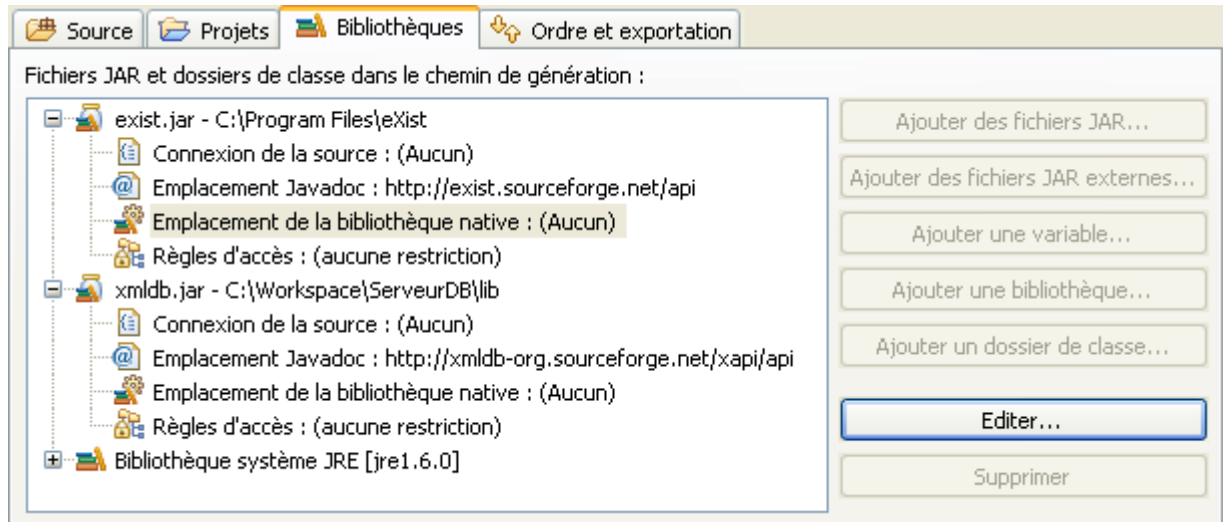 Source Projets Bibliothèques Ordre et exportation
Fichiers JAR et dossiers de classe dans le chemin de génération :
exist.jar - C:\Program Files\eXist
Connexion de la source : (Aucun)
Emplacement Javadoc : http://exist.sourceforge.net/api
Emplacement de la bibliothèque native : (Aucun)
Règles d'accès : (aucune restriction)
xmldb.jar - C:\Workspace\ServeurDB\lib
Connexion de la source : (Aucun)
Emplacement Javadoc : http://xmldb-org.sourceforge.net/xapi/api
Emplacement de la bibliothèque native : (Aucun)
Règles d'accès : (aucune restriction)
Bibliothèque système JRE [jre1.6.0]
Ajouter des fichiers JAR...
Ajouter des fichiers JAR externes...
Ajouter une variable...
Ajouter une bibliothèque...
Ajouter un dossier de classe...
Editer...
Supprimer